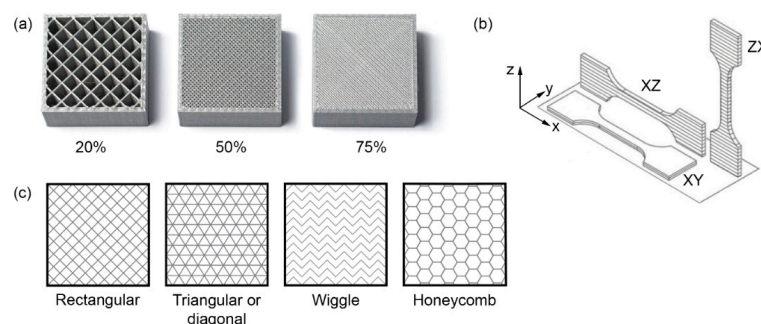 (a)
20%
50%
75%
(b)
z
y
x
XZ
XY
ZX
(c)
Rectangular
Triangular or
diagonal
Wiggle
Honeycomb